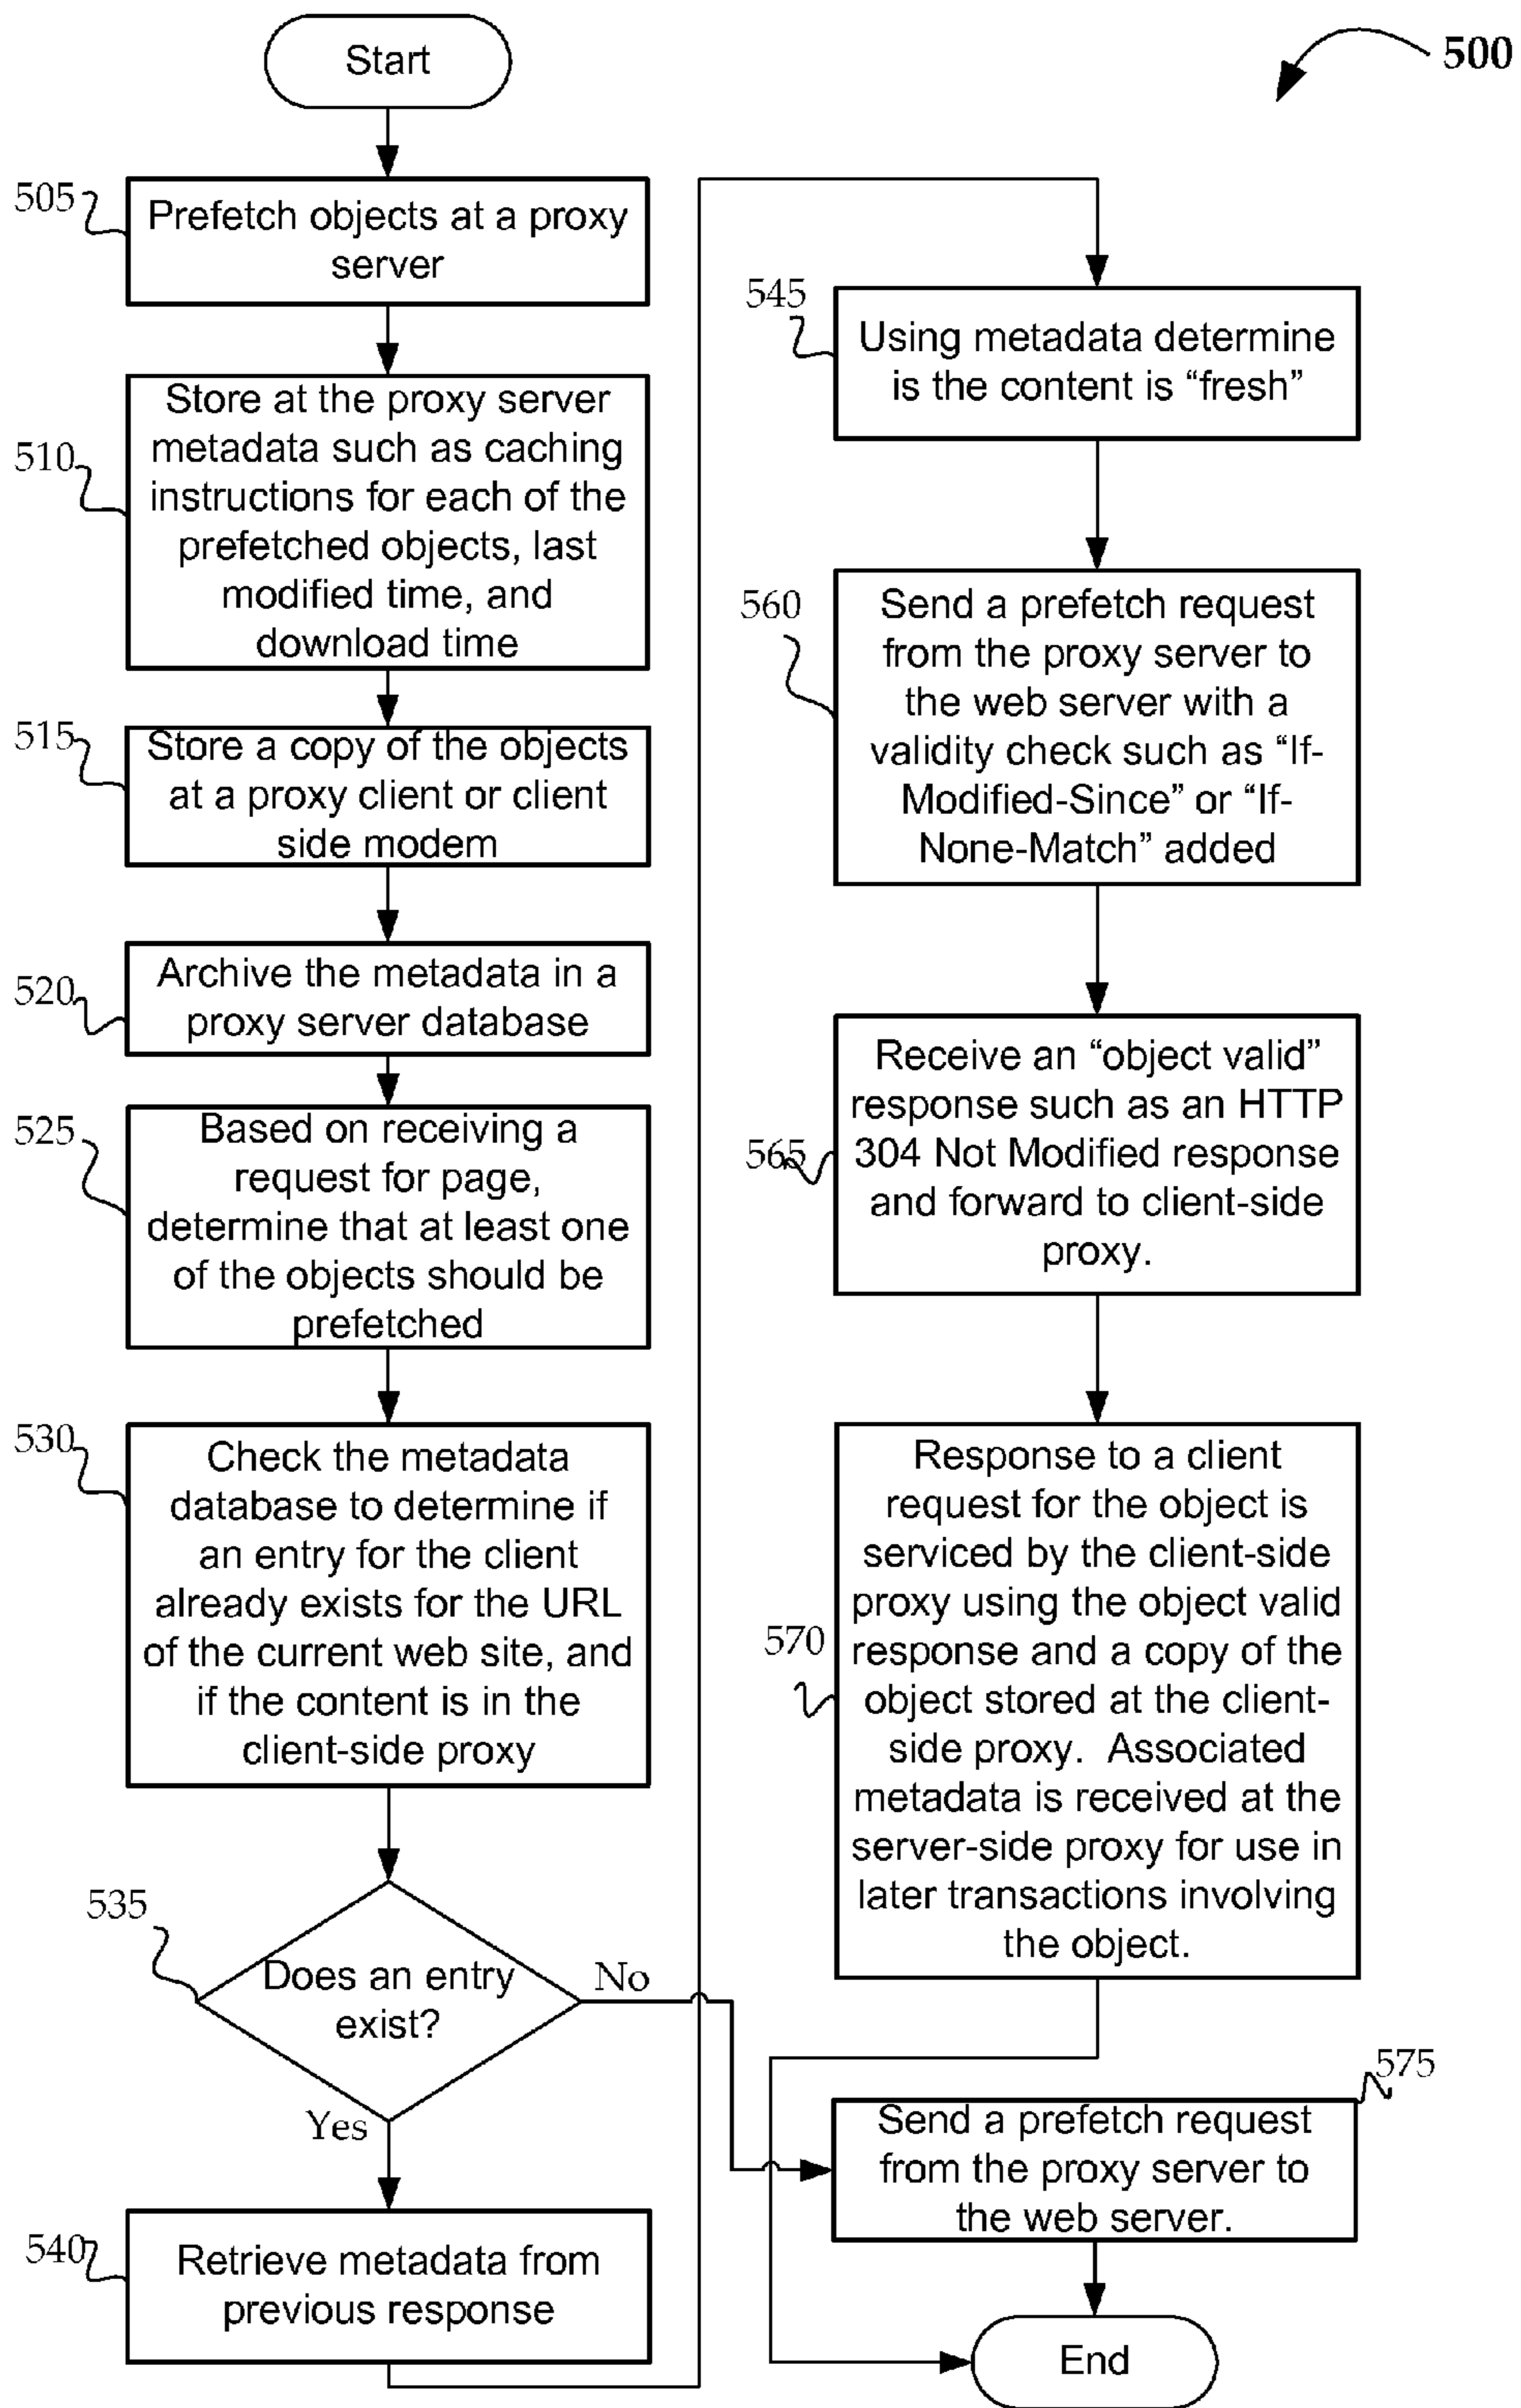 Start
500
505
Prefetch objects at a proxy
server
510
Store at the proxy server
metadata such as caching
instructions for each of the
prefetched objects, last
modified time, and
download time
515
Store a copy of the objects
at a proxy client or client
side modem
520
Archive the metadata in a
proxy server database
525
Based on receiving a
request for page,
determine that at least one
of the objects should be
prefetched
530
Check the metadata
database to determine if
an entry for the client
already exists for the URL
of the current web site, and
if the content is in the
client-side proxy
535
Does an entry
exist?
No
Yes
540
Retrieve metadata from
previous response
545
Using metadata determine
is the content is “fresh”
560
Send a prefetch request
from the proxy server to
the web server with a
validity check such as “If-
Modified-Since” or “If-
None-Match” added
565
Receive an “object valid”
response such as an HTTP
304 Not Modified response
and forward to client-side
proxy.
570
Response to a client
request for the object is
serviced by the client-side
proxy using the object valid
response and a copy of the
object stored at the client-
side proxy.  Associated
metadata is received at the
server-side proxy for use in
later transactions involving
the object.
575
Send a prefetch request
from the proxy server to
the web server.
End